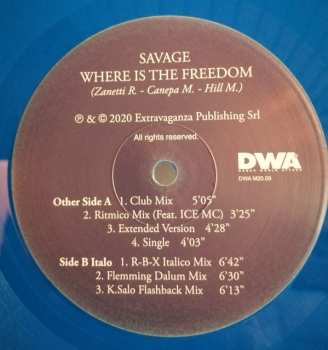 SAVAGE
WHERE IS THE FREEDOM
(Zanetti R. - Canepa M. - Hill M.)
℗ & © 2020 Extravaganza Publishing Srl
All rights reserved.
DWA
DANCE WORLD ATTACK
DWA M20.09
Other Side A 1. Club Mix 5'05"
2. Ritmico Mix (Feat. ICE MC) 3'25"
3. Extended Version 4'28"
4. Single 4'03"
Side B Italo 1. R-B-X Italico Mix 6'42"
2. Flemming Dalum Mix 6'30"
3. K.Salo Flashback Mix 6'13"